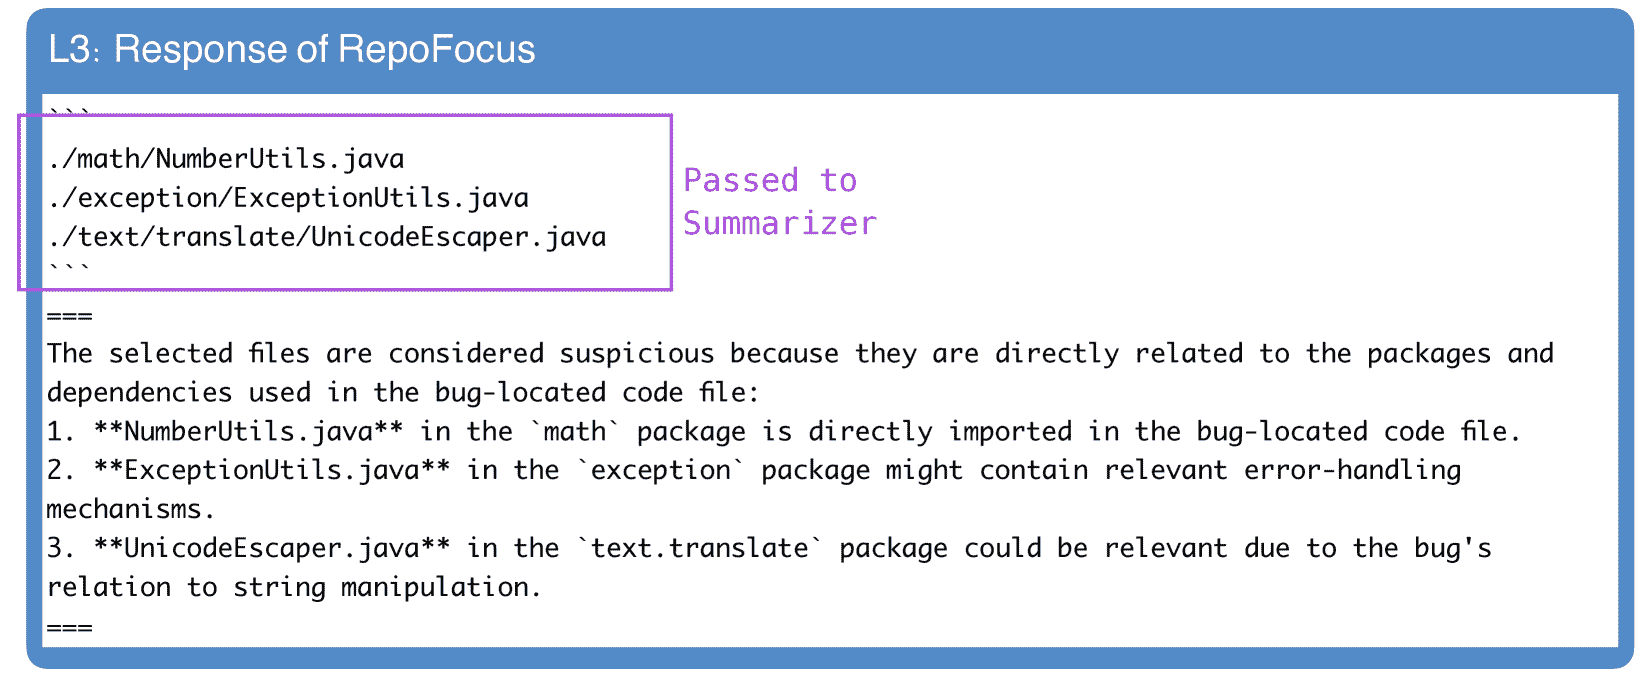 L3: Response of RepoFocus
```
./math/NumberUtils.java
./exception/ExceptionUtils.java
./text/translate/UnicodeEscaper.java
```
Passed to
Summarizer
===
The selected files are considered suspicious because they are directly related to the packages and
dependencies used in the bug-located code file:
1. **NumberUtils.java** in the `math` package is directly imported in the bug-located code file.
2. **ExceptionUtils.java** in the `exception` package might contain relevant error-handling
mechanisms.
3. **UnicodeEscaper.java** in the `text.translate` package could be relevant due to the bug's
relation to string manipulation.
===